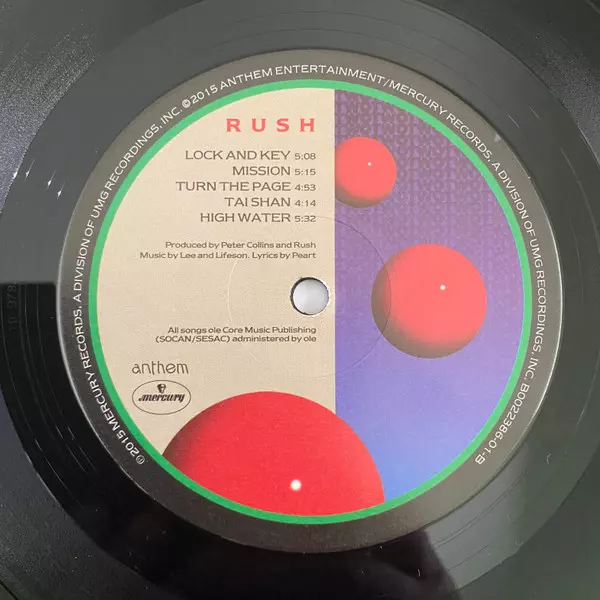 ℗2015 MERCURY RECORDS, A DIVISION OF UMG RECORDINGS, INC. ©2015 ANTHEM ENTERTAINMENT/MERCURY RECORDS, A DIVISION OF UMG RECORDINGS, INC. B0022386-01-B
RUSH
LOCK AND KEY 5:08
MISSION 5:15
TURN THE PAGE 4:53
TAI SHAN 4:14
HIGH WATER 5:32
Produced by Peter Collins and Rush
Music by Lee and Lifeson. Lyrics by Peart
All songs ole Core Music Publishing
(SOCAN/SESAC) administered by ole
anthem
mercury